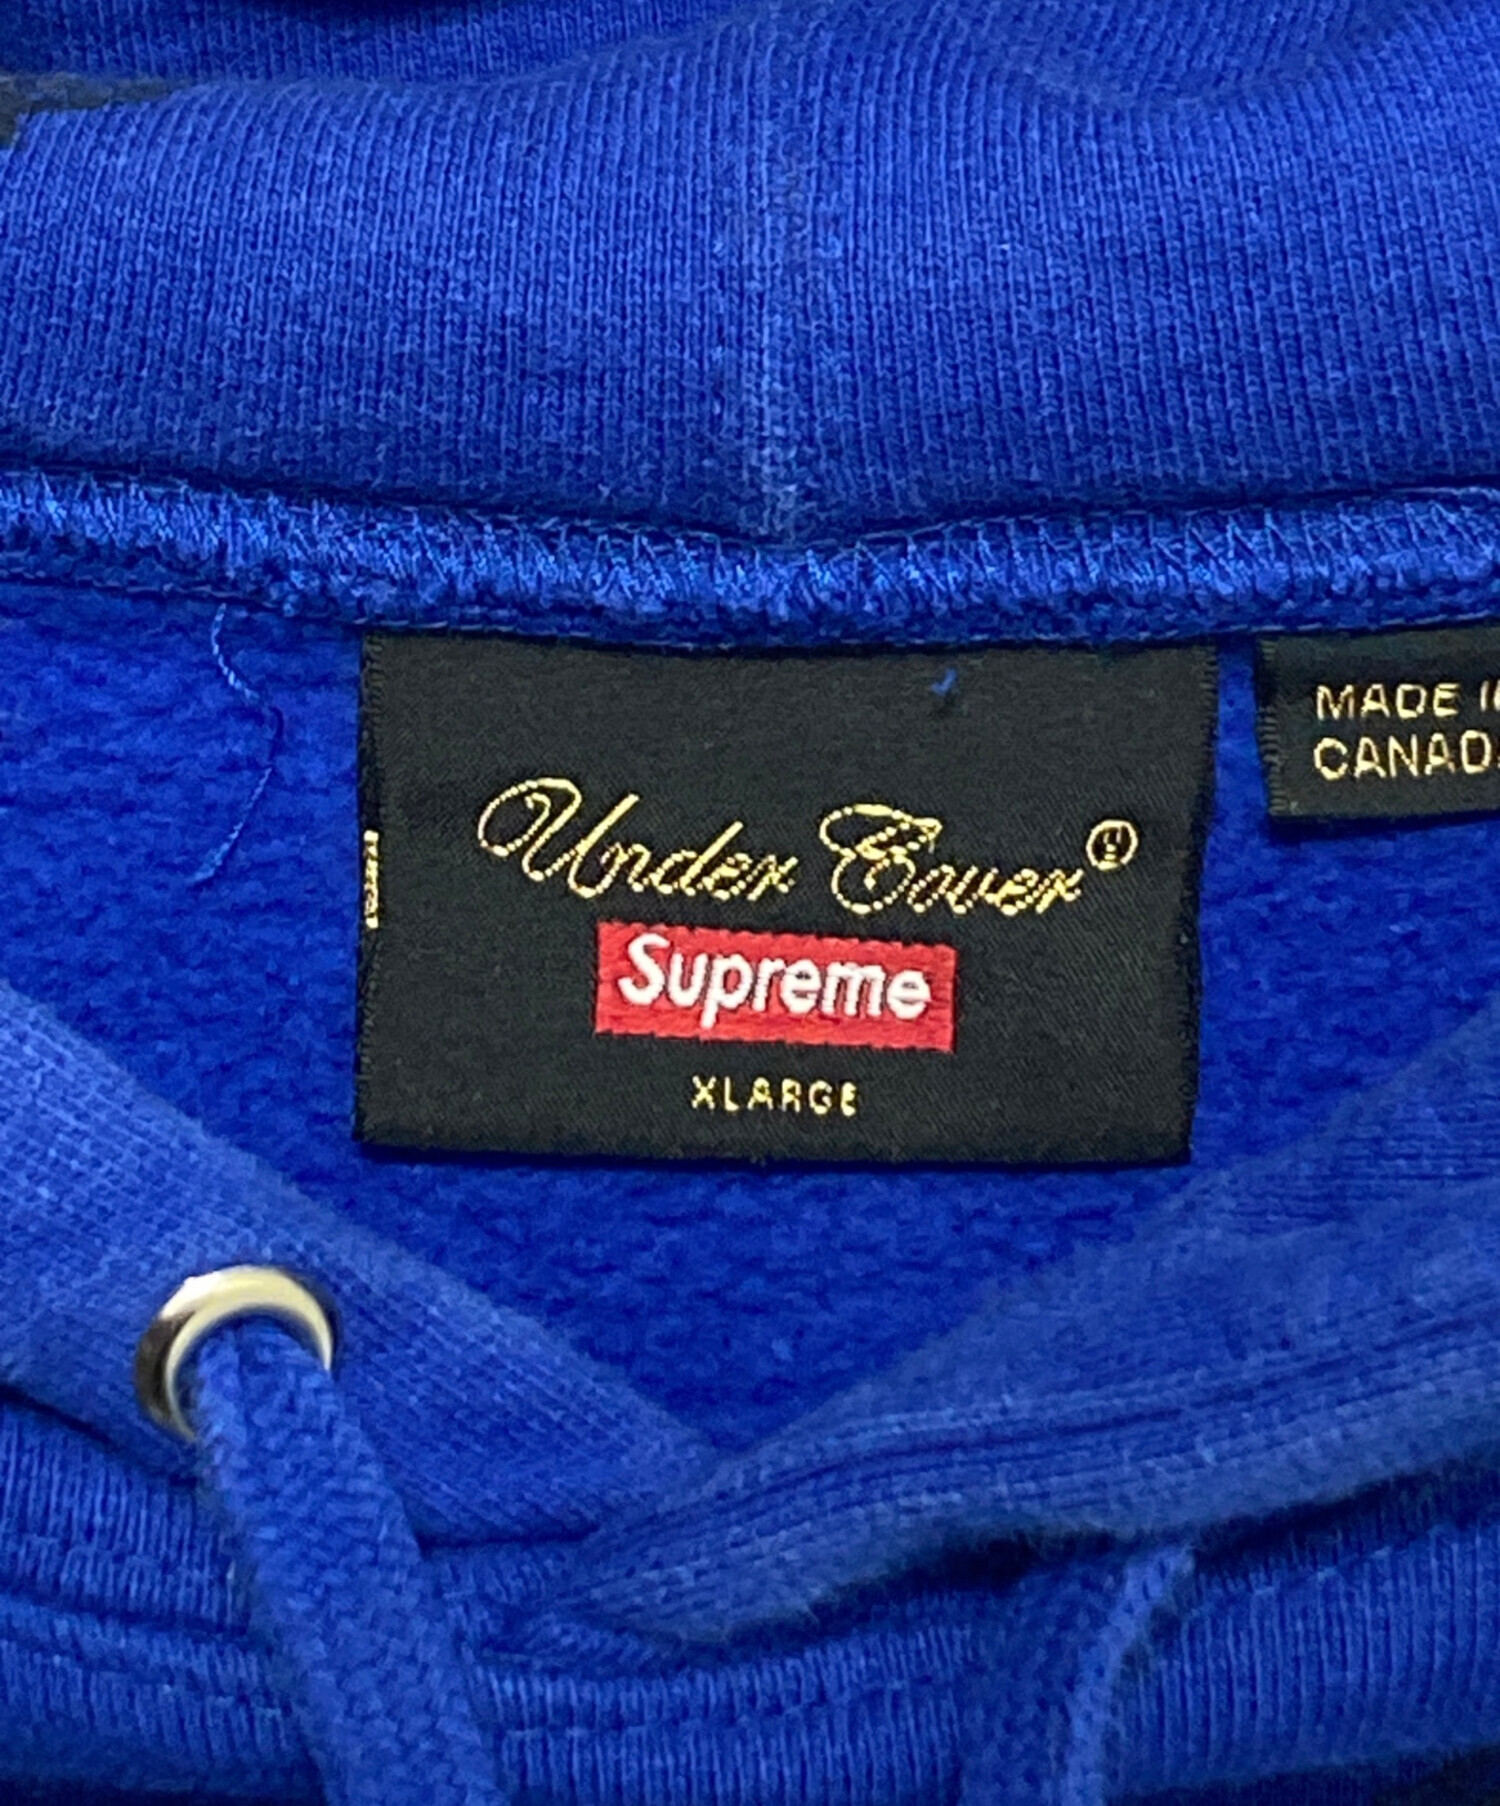 Under Cover®
Supreme
XLARGE
MADE I
CANAD